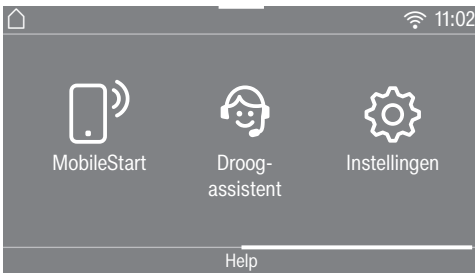 11:02
MobileStart
Droog-
assistent
Instellingen
Help